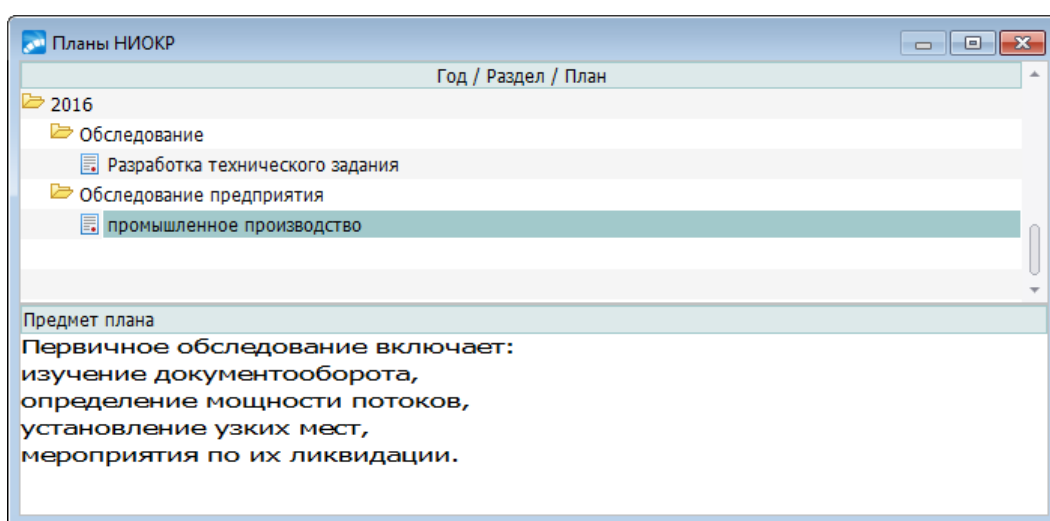 Планы НИОКР
Год / Раздел / План
2016
Обследование
Разработка технического задания
Обследование предприятия
промышленное производство
Предмет плана
Первичное обследование включает:
изучение документооборота,
определение мощности потоков,
установление узких мест,
мероприятия по их ликвидации.